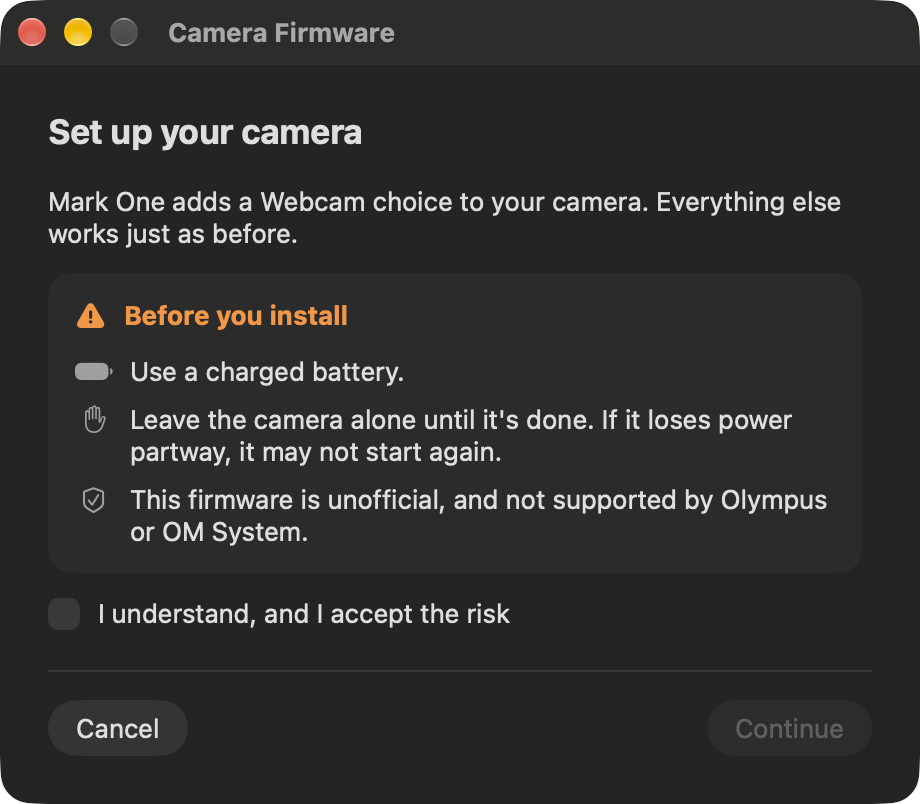 Camera Firmware
Set up your camera
Mark One adds a Webcam choice to your camera. Everything else
works just as before.
Before you install
Use a charged battery.
Leave the camera alone until it's done. If it loses power
partway, it may not start again.
This firmware is unofficial, and not supported by Olympus
or OM System.
I understand, and I accept the risk
Cancel
Continue